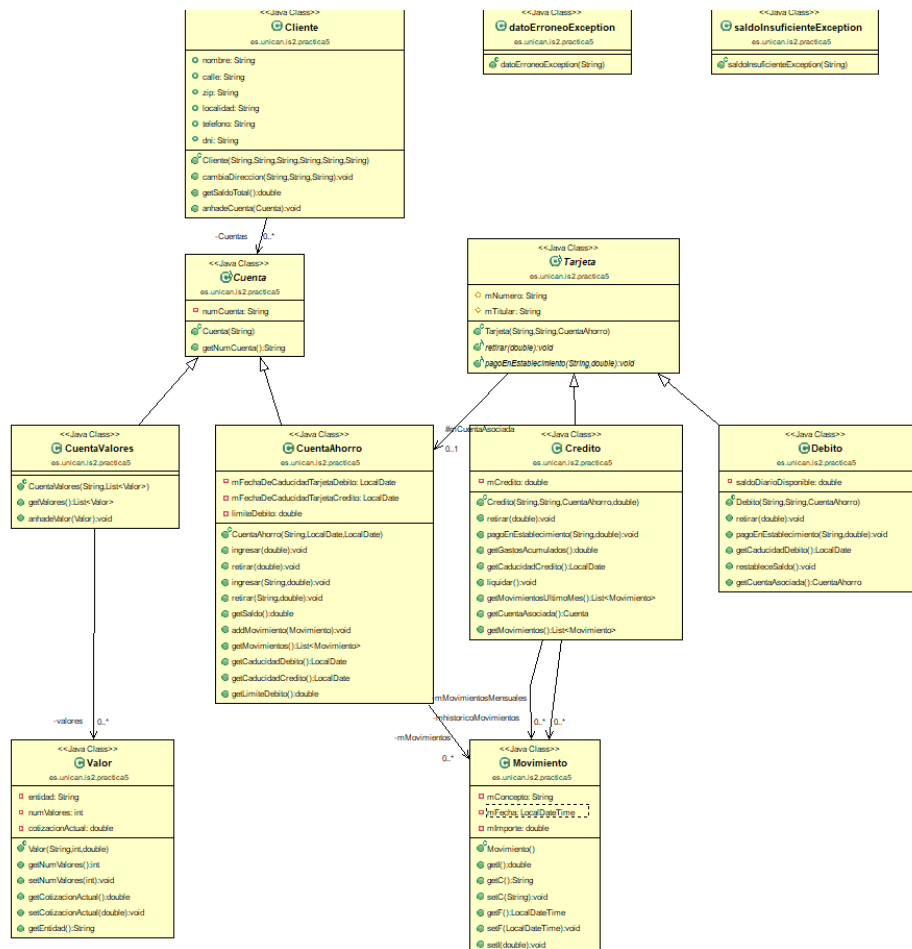 <<Java Class>>
Cliente
es.unican.is2.practica5
nombre: String
calle: String
zip: String
localidad: String
telefono: String
dni: String
Cliente(String,String,String,String,String,String)
cambiaDireccion(String,String,String):void
getSaldoTotal():double
anhadeCuenta(Cuenta):void
<<Java Class>>
datoErroneoException
es.unican.is2.practica5
datoErroneoException(String)
<<Java Class>>
saldoInsuficienteException
es.unican.is2.practica5
saldoInsuficienteException(String)
-Cuentas
0..*
<<Java Class>>
Cuenta
es.unican.is2.practica5
numCuenta: String
Cuenta(String)
getNumCuenta():String
<<Java Class>>
Tarjeta
es.unican.is2.practica5
mNumero: String
mTitular: String
Tarjeta(String,String,CuentaAhorro)
retirar(double):void
pagoEnEstablecimiento(String,double):void
#mCuentaAsociada
0..1
<<Java Class>>
CuentaValores
es.unican.is2.practica5
CuentaValores(String,List<Valor>)
getValores():List<Valor>
anhadeValor(Valor):void
<<Java Class>>
CuentaAhorro
es.unican.is2.practica5
mFechaDeCaducidadTarjetaDebito: LocalDate
mFechaDeCaducidadTarjetaCredito: LocalDate
limiteDebito: double
CuentaAhorro(String,LocalDate,LocalDate)
ingresar(double):void
retirar(double):void
ingresar(String,double):void
retirar(String,double):void
getSaldo():double
addMovimiento(Movimiento):void
getMovimientos():List<Movimiento>
getCaducidadDebito():LocalDate
getCaducidadCredito():LocalDate
getLimiteDebito():double
<<Java Class>>
Credito
es.unican.is2.practica5
mCredito: double
Credito(String,String,CuentaAhorro,double)
retirar(double):void
pagoEnEstablecimiento(String,double):void
getGastosAcumulados():double
getCaducidadCredito():LocalDate
liquidar():void
getMovimientosUltimoMes():List<Movimiento>
getCuentaAsociada():Cuenta
getMovimientos():List<Movimiento>
<<Java Class>>
Debito
es.unican.is2.practica5
saldoDiarioDisponible: double
Debito(String,String,CuentaAhorro)
retirar(double):void
pagoEnEstablecimiento(String,double):void
getCaducidadDebito():LocalDate
restableceSaldo():void
getCuentaAsociada():CuentaAhorro
-valores
0..*
-mMovimientosMensuales
-mhistoricoMovimientos
0..*
0..*
-mMovimientos
0..*
<<Java Class>>
Valor
es.unican.is2.practica5
entidad: String
numValores: int
cotizacionActual: double
Valor(String,int,double)
getNumValores():int
setNumValores(int):void
getCotizacionActual():double
setCotizacionActual(double):void
getEntidad():String
<<Java Class>>
Movimiento
es.unican.is2.practica5
mConcepto: String
mFecha: LocalDateTime
mImporte: double
Movimiento()
getI():double
getC():String
setC(String):void
getF():LocalDateTime
setF(LocalDateTime):void
setI(double):void